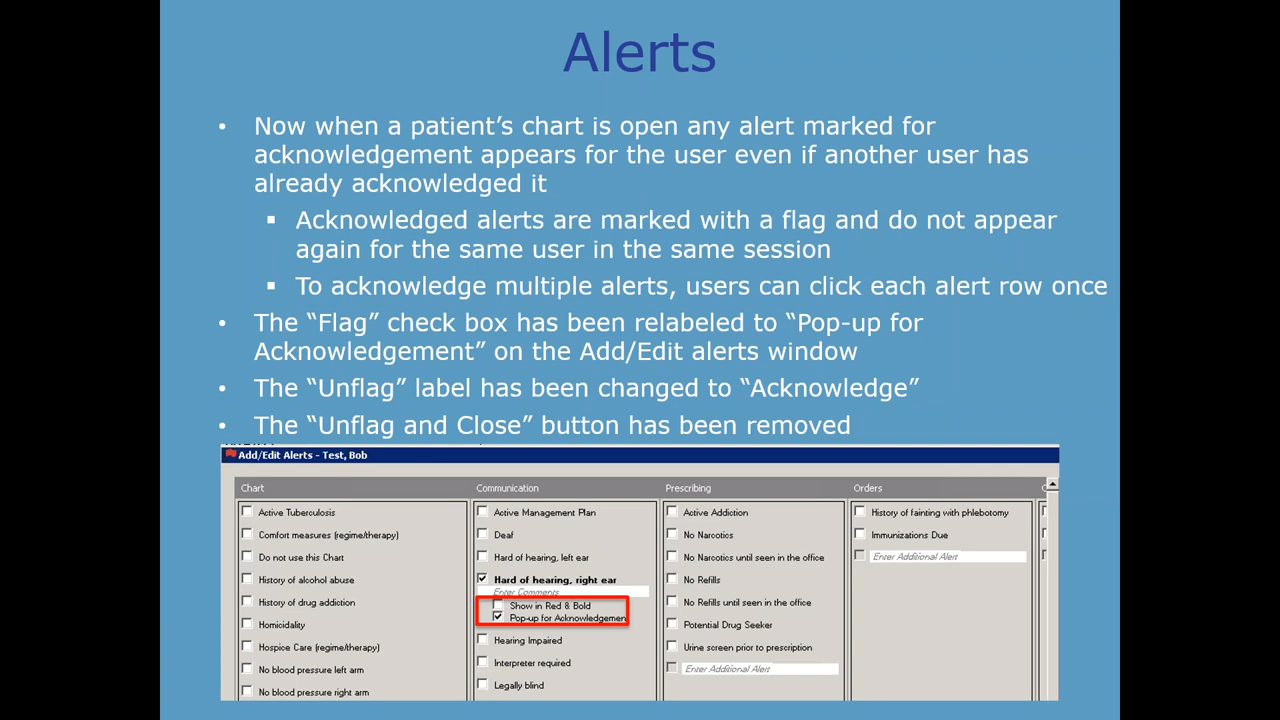 Alerts
• Now when a patient’s chart is open any alert marked for
acknowledgement appears for the user even if another user has
already acknowledged it
▪ Acknowledged alerts are marked with a flag and do not appear
again for the same user in the same session
▪ To acknowledge multiple alerts, users can click each alert row once
• The “Flag” check box has been relabeled to “Pop-up for
Acknowledgement” on the Add/Edit alerts window
• The “Unflag” label has been changed to “Acknowledge”
• The “Unflag and Close” button has been removed
Add/Edit Alerts - Test, Bob
Chart
Active Tuberculosis
Comfort measures (regime/therapy)
Do not use this Chart
History of alcohol abuse
History of drug addiction
Homicidality
Hospice Care (regime/therapy)
No blood pressure left arm
No blood pressure right arm
Communication
Active Management Plan
Deaf
Hard of hearing, left ear
Hard of hearing, right ear
Enter Comments
Show in Red & Bold
Pop-up for Acknowledgemen
Hearing Impaired
Interpreter required
Legally blind
Prescribing
Active Addiction
No Narcotics
No Narcotics until seen in the office
No Refills
No Refills until seen in the office
Potential Drug Seeker
Urine screen prior to prescription
Enter Additional Alert
Orders
History of fainting with phlebotomy
Immunizations Due
Enter Additional Alert